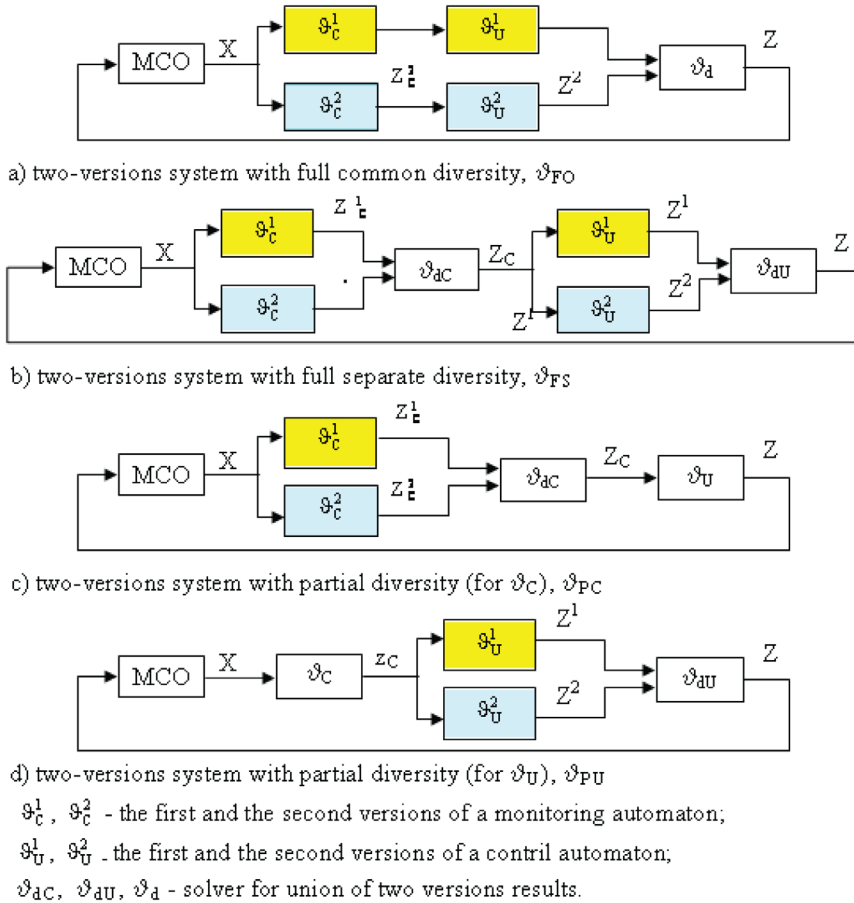 MCO X ϑ¹C ϑ¹U ϑd Z
ϑ²C Z²C ϑ²U Z²
a) two-versions system with full common diversity, ϑFO
MCO X ϑ¹C Z¹C ϑdC ZC ϑ¹U Z¹ ϑdU Z
ϑ²C Z¹ ϑ²U Z²
b) two-versions system with full separate diversity, ϑFS
MCO X ϑ¹C Z¹C ϑdC ZC ϑU Z
ϑ²C Z²C
c) two-versions system with partial diversity (for ϑC), ϑPC
MCO X ϑC zC ϑ¹U Z¹ ϑdU Z
ϑ²U Z²
d) two-versions system with partial diversity (for ϑU), ϑPU
ϑ¹C, ϑ²C - the first and the second versions of a monitoring automaton;
ϑ¹U, ϑ²U - the first and the second versions of a contril automaton;
ϑdC, ϑdU, ϑd - solver for union of two versions results.